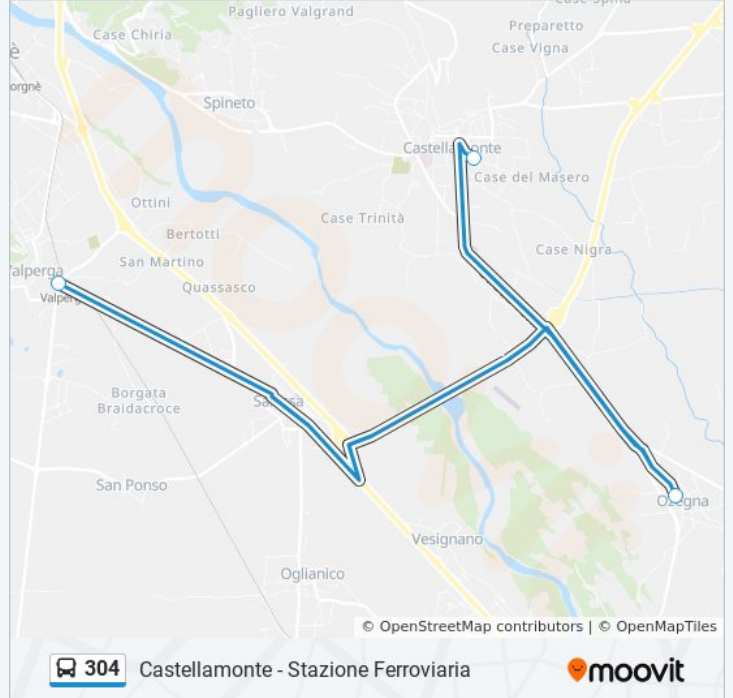 Pagliero Valgrand
Case Chiria
Preparetto
Case Vigna
è
orgnè
Spineto
Castellamonte
Case del Masero
Ottini
Case Trinità
Bertotti
Case Nigra
San Martino
Valperga
Quassasco
Valperga
Borgata
Braidacroce
Salassa
San Ponso
Ozegna
Vesignano
Oglianico
© OpenStreetMap contributors | © OpenMapTiles
304 Castellamonte - Stazione Ferroviaria
moovit